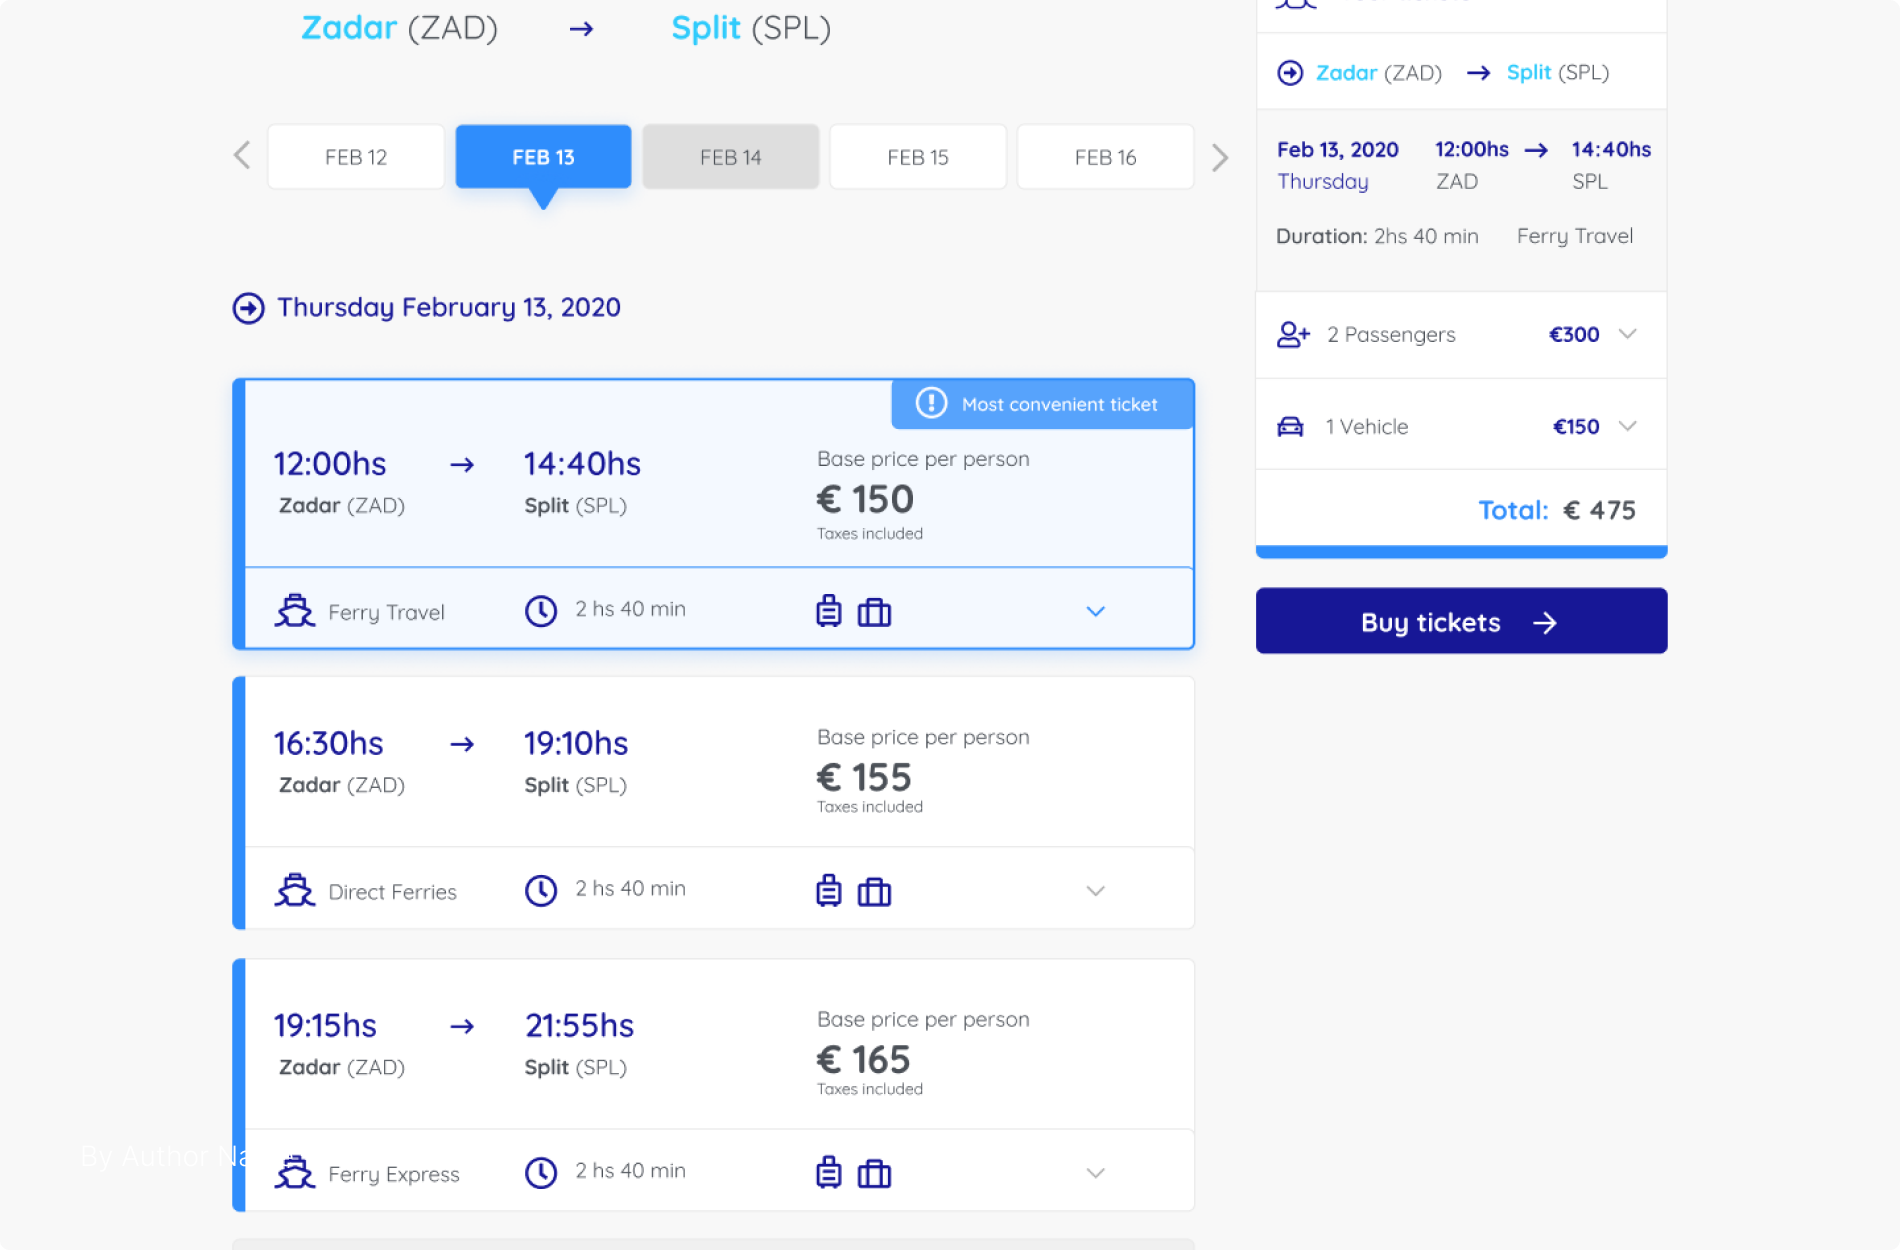 Zadar (ZAD) → Split (SPL)
FEB 12 FEB 13 FEB 14 FEB 15 FEB 16
Thursday February 13, 2020
Most convenient ticket
12:00hs → 14:40hs
Zadar (ZAD) Split (SPL)
Base price per person
€ 150
Taxes included
Ferry Travel 2 hs 40 min
16:30hs → 19:10hs
Zadar (ZAD) Split (SPL)
Base price per person
€ 155
Taxes included
Direct Ferries 2 hs 40 min
19:15hs → 21:55hs
Zadar (ZAD) Split (SPL)
Base price per person
€ 165
Taxes included
Ferry Express 2 hs 40 min
By Author
Zadar (ZAD) → Split (SPL)
Feb 13, 2020 12:00hs → 14:40hs
Thursday ZAD SPL
Duration: 2hs 40 min Ferry Travel
2 Passengers €300
1 Vehicle €150
Total: € 475
Buy tickets →